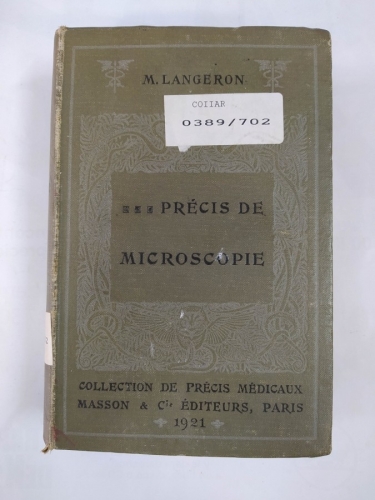 M. LANGERON
COIIAR
0389/702
PRÉCIS DE
MICROSCOPIE
COLLECTION DE PRÉCIS MÉDICAUX
MASSON & Cie ÉDITEURS, PARIS
1921